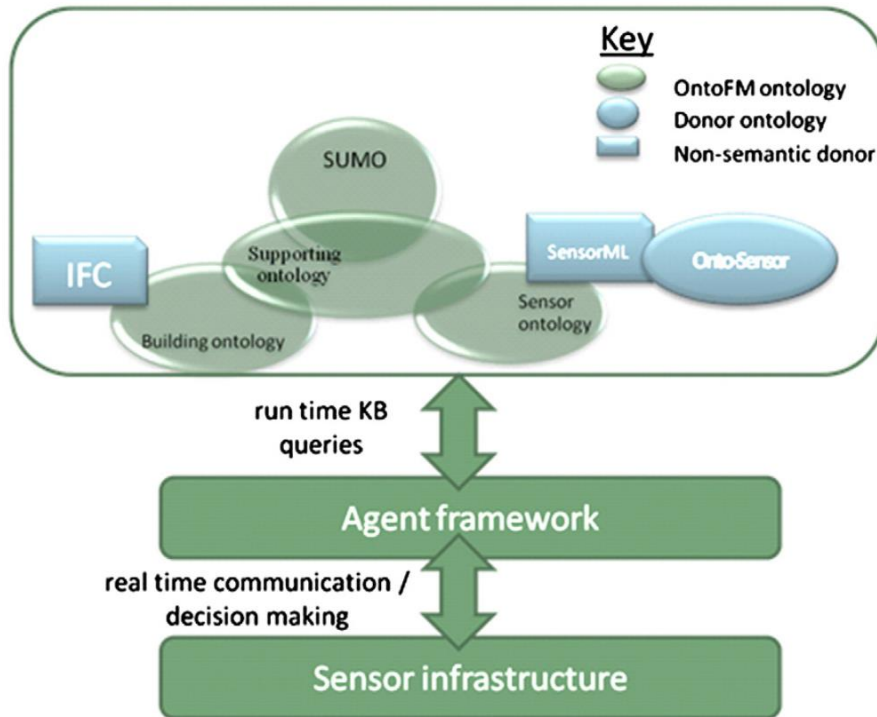 Key
OntoFM ontology
Donor ontology
Non-semantic donor
SUMO
Supporting
ontology
IFC
SensorML
Onto-Sensor
Building ontology
Sensor
ontology
run time KB
queries
Agent framework
real time communication /
decision making
Sensor infrastructure